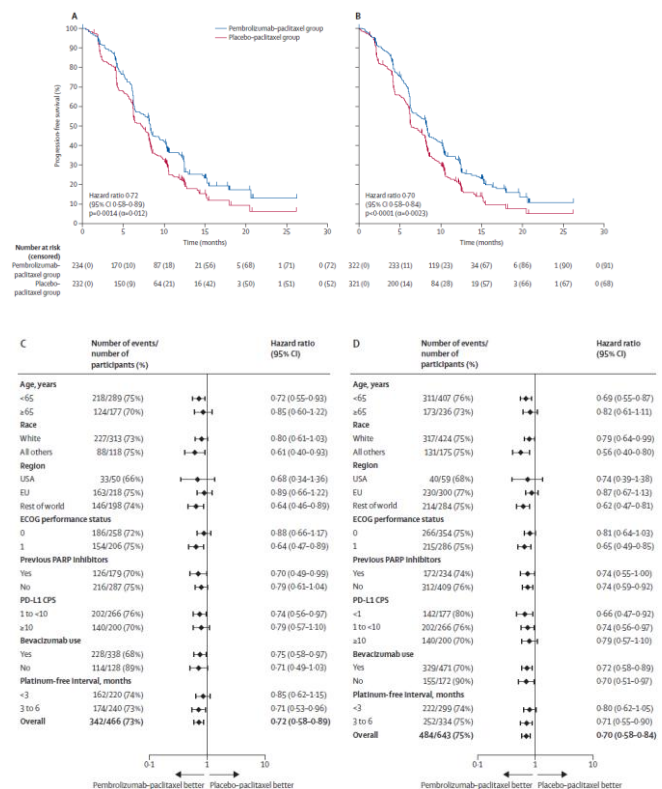 A
Pembrolizumab–paclitaxel group
Placebo–paclitaxel group
B
Progression-free survival (%)
100
90
80
70
60
50
40
30
20
10
0
Hazard ratio 0·72
(95% CI 0·58–0·89)
p=0·0014 (α=0·012)
Hazard ratio 0·70
(95% CI 0·58–0·84)
p<0·0001 (α=0·0023)
0 5 10 15 20 25 30
0 5 10 15 20 25 30
Time (months)
Time (months)
Number at risk
(censored)
Pembrolizumab–
paclitaxel group
234 (0) 170 (10) 87 (18) 21 (56) 5 (68) 1 (71) 0 (72) 322 (0) 233 (11) 119 (23) 34 (67) 6 (86) 1 (90) 0 (91)
Placebo–
paclitaxel group
232 (0) 150 (9) 64 (21) 16 (42) 3 (50) 1 (51) 0 (52) 321 (0) 200 (14) 84 (28) 19 (57) 3 (66) 1 (67) 0 (68)
C
Number of events/
number of
participants (%)
Hazard ratio
(95% CI)
Age, years
<65 218/289 (75%) 0·72 (0·55–0·93)
≥65 124/177 (70%) 0·85 (0·60–1·22)
Race
White 227/313 (73%) 0·80 (0·61–1·03)
All others 88/118 (75%) 0·61 (0·40–0·93)
Region
USA 33/50 (66%) 0·68 (0·34–1·36)
EU 163/218 (75%) 0·89 (0·66–1·22)
Rest of world 146/198 (74%) 0·64 (0·46–0·89)
ECOG performance status
0 186/258 (72%) 0·88 (0·66–1·17)
1 154/206 (75%) 0·64 (0·47–0·89)
Previous PARP inhibitors
Yes 126/179 (70%) 0·70 (0·49–0·99)
No 216/287 (75%) 0·79 (0·61–1·04)
PD-L1 CPS
1 to <10 202/266 (76%) 0·74 (0·56–0·97)
≥10 140/200 (70%) 0·79 (0·57–1·10)
Bevacizumab use
Yes 228/338 (68%) 0·75 (0·58–0·97)
No 114/128 (89%) 0·71 (0·49–1·03)
Platinum-free interval, months
<3 162/220 (74%) 0·85 (0·62–1·15)
3 to 6 174/240 (73%) 0·71 (0·53–0·96)
Overall 342/466 (73%) 0·72 (0·58–0·89)
0·1 1 10
Pembrolizumab–paclitaxel better Placebo–paclitaxel better
D
Number of events/
number of
participants (%)
Hazard ratio
(95% CI)
Age, years
<65 311/407 (76%) 0·69 (0·55–0·87)
≥65 173/236 (73%) 0·82 (0·61–1·11)
Race
White 317/424 (75%) 0·79 (0·64–0·99)
All others 131/175 (75%) 0·56 (0·40–0·80)
Region
USA 40/59 (68%) 0·74 (0·39–1·38)
EU 230/300 (77%) 0·87 (0·67–1·13)
Rest of world 214/284 (75%) 0·62 (0·47–0·81)
ECOG performance status
0 266/354 (75%) 0·81 (0·64–1·03)
1 215/286 (75%) 0·65 (0·49–0·85)
Previous PARP inhibitors
Yes 172/234 (74%) 0·74 (0·55–1·00)
No 312/409 (76%) 0·74 (0·59–0·92)
PD-L1 CPS
<1 142/177 (80%) 0·66 (0·47–0·92)
1 to <10 202/266 (76%) 0·74 (0·56–0·97)
≥10 140/200 (70%) 0·79 (0·57–1·10)
Bevacizumab use
Yes 329/471 (70%) 0·72 (0·58–0·89)
No 155/172 (90%) 0·70 (0·51–0·97)
Platinum-free interval, months
<3 222/299 (74%) 0·80 (0·62–1·05)
3 to 6 252/334 (75%) 0·71 (0·55–0·90)
Overall 484/643 (75%) 0·70 (0·58–0·84)
0·1 1 10
Pembrolizumab–paclitaxel better Placebo–paclitaxel better